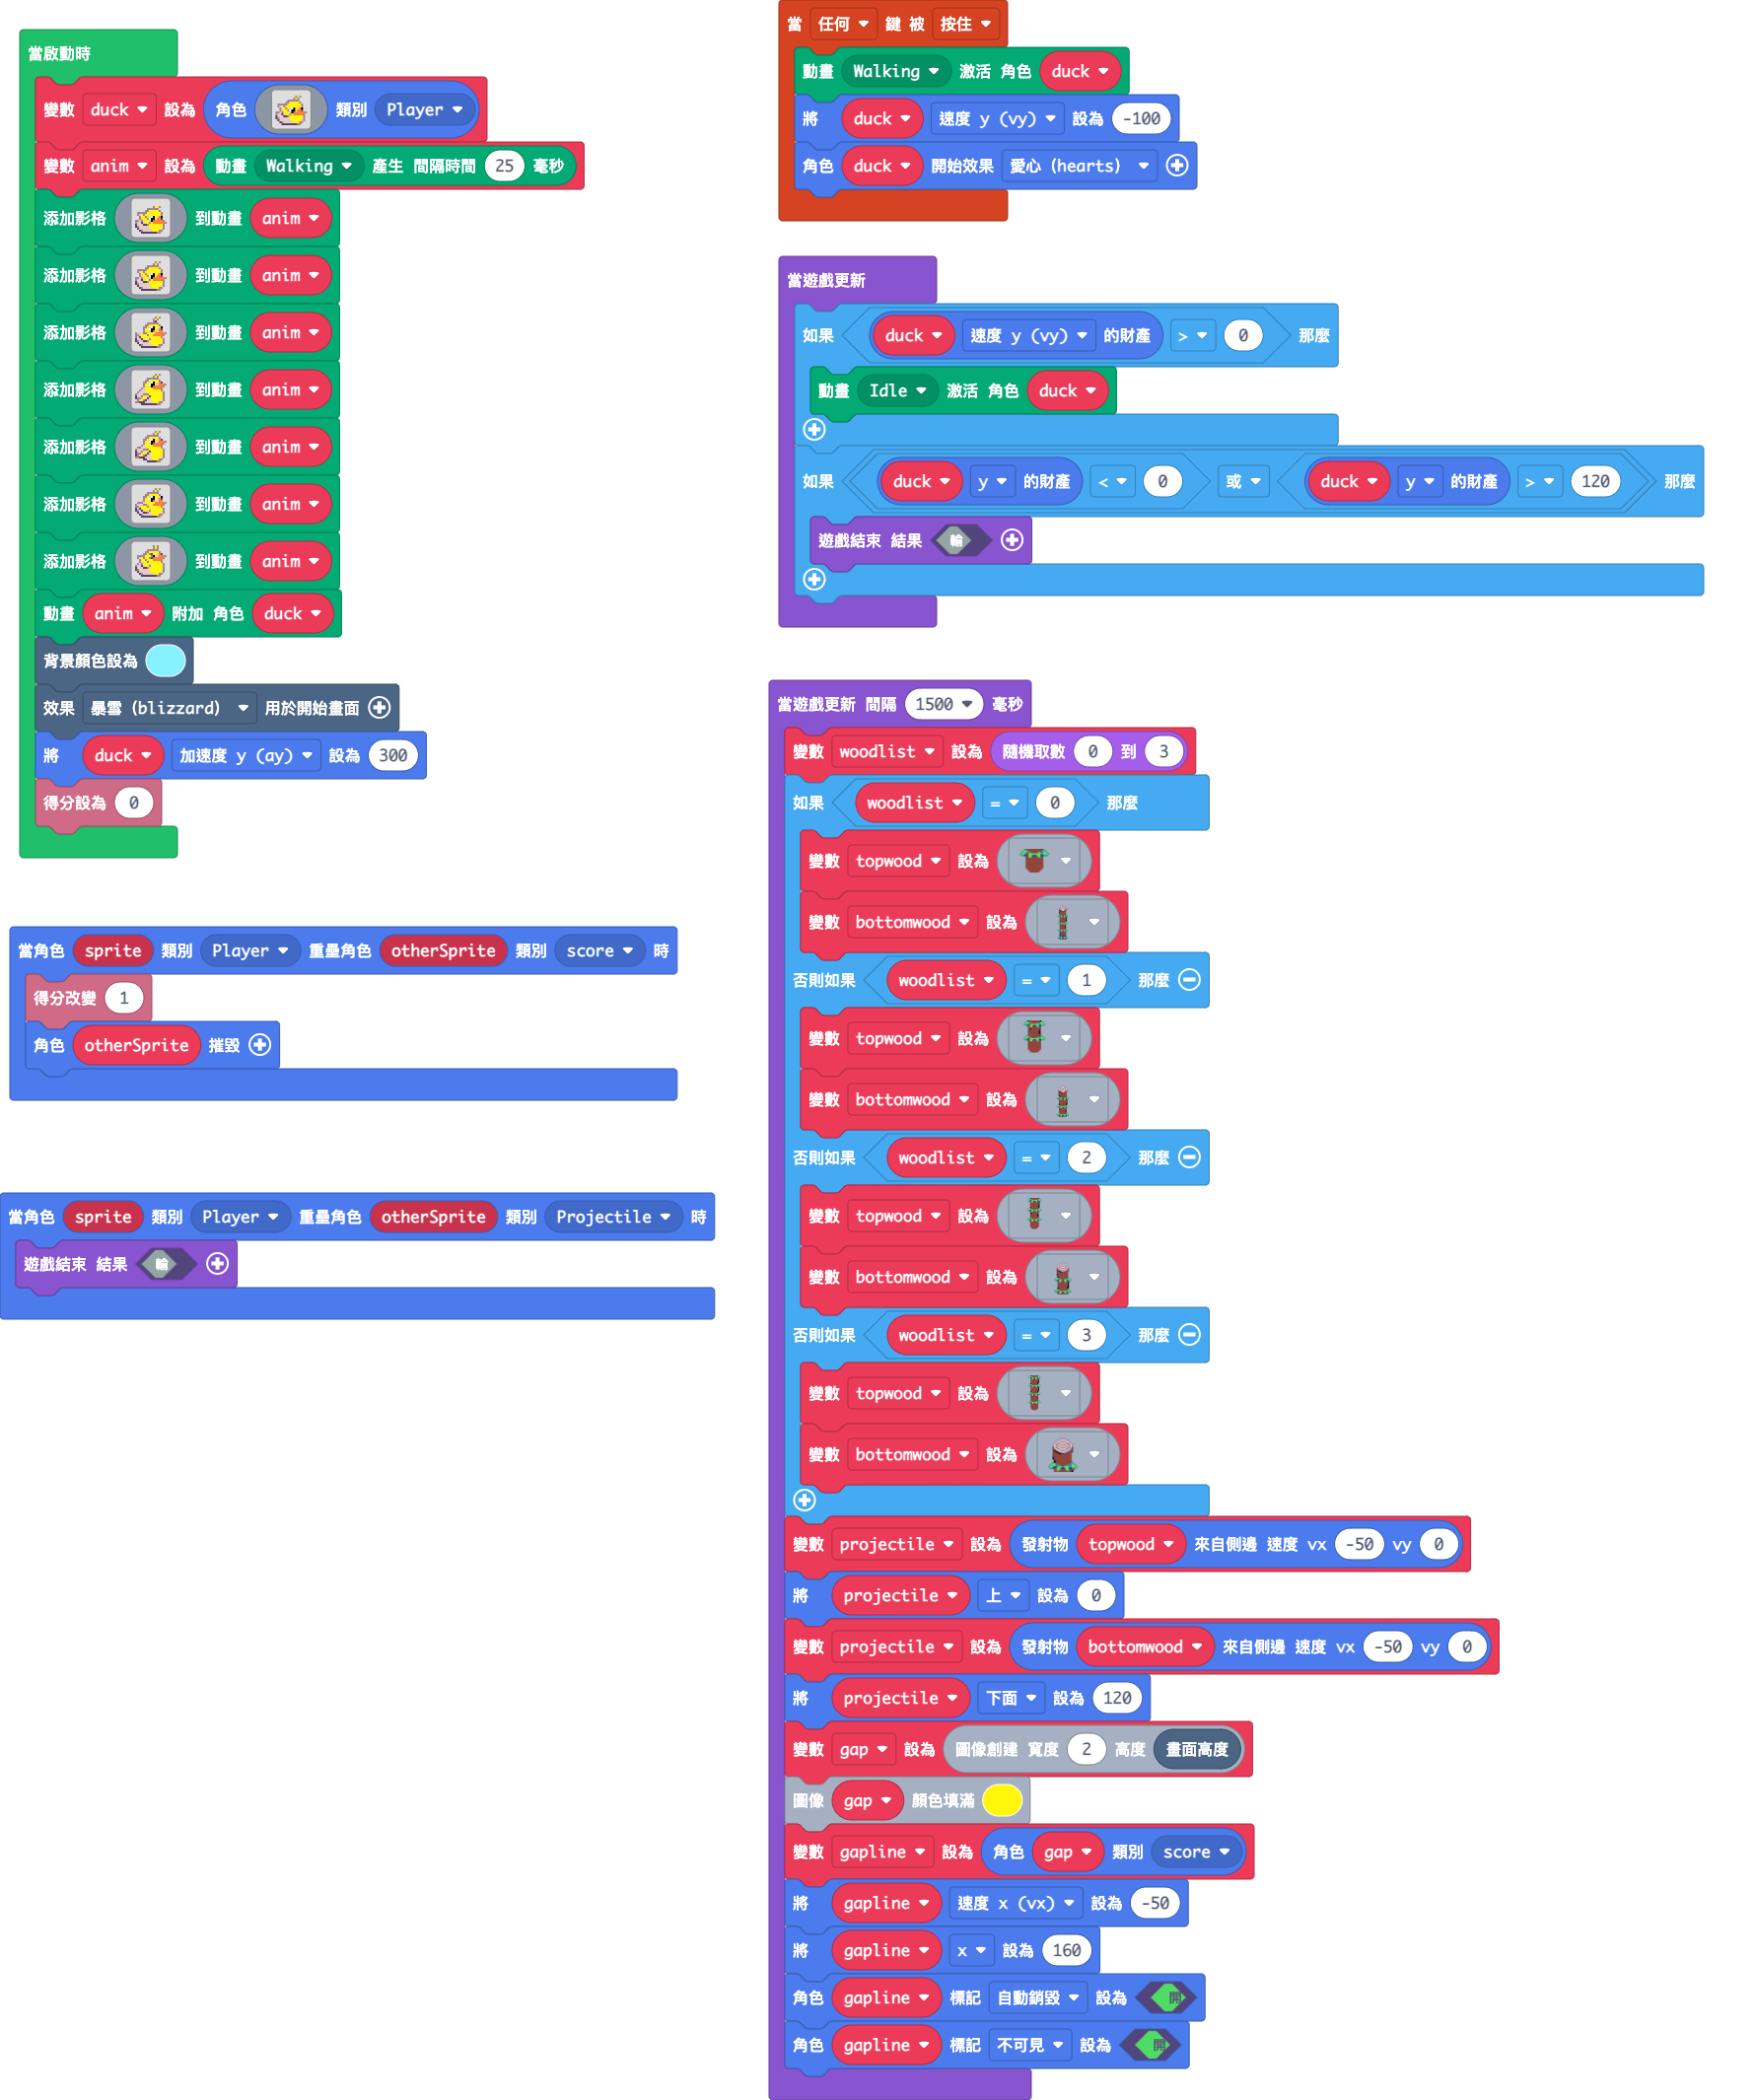 當啟動時
變數 duck 設為 角色 類別 Player
變數 anim 設為 動畫 Walking 產生 間隔時間 25 毫秒
添加影格 到動畫 anim
添加影格 到動畫 anim
添加影格 到動畫 anim
添加影格 到動畫 anim
添加影格 到動畫 anim
添加影格 到動畫 anim
添加影格 到動畫 anim
動畫 anim 附加 角色 duck
背景顏色設為
效果 暴雪 (blizzard) 用於開始畫面
將 duck 加速度 y (ay) 設為 300
得分設為 0
當角色 sprite 類別 Player 重疊角色 otherSprite 類別 score 時
得分改變 1
角色 otherSprite 摧毀
當角色 sprite 類別 Player 重疊角色 otherSprite 類別 Projectile 時
遊戲結束 結果 輸
當 任何 鍵 被 按住
動畫 Walking 激活 角色 duck
將 duck 速度 y (vy) 設為 -100
角色 duck 開始效果 愛心 (hearts)
當遊戲更新
如果 duck 速度 y (vy) 的財產 > 0 那麼
動畫 Idle 激活 角色 duck
如果 duck y 的財產 < 0 或 duck y 的財產 > 120 那麼
遊戲結束 結果 輸
當遊戲更新 間隔 1500 毫秒
變數 woodlist 設為 隨機取數 0 到 3
如果 woodlist = 0 那麼
變數 topwood 設為
變數 bottomwood 設為
否則如果 woodlist = 1 那麼
變數 topwood 設為
變數 bottomwood 設為
否則如果 woodlist = 2 那麼
變數 topwood 設為
變數 bottomwood 設為
否則如果 woodlist = 3 那麼
變數 topwood 設為
變數 bottomwood 設為
變數 projectile 設為 發射物 topwood 來自側邊 速度 vx -50 vy 0
將 projectile 上 設為 0
變數 projectile 設為 發射物 bottomwood 來自側邊 速度 vx -50 vy 0
將 projectile 下面 設為 120
變數 gap 設為 圖像創建 寬度 2 高度 畫面高度
圖像 gap 顏色填滿
變數 gapline 設為 角色 gap 類別 score
將 gapline 速度 x (vx) 設為 -50
將 gapline x 設為 160
角色 gapline 標記 自動銷毀 設為 開
角色 gapline 標記 不可見 設為 開